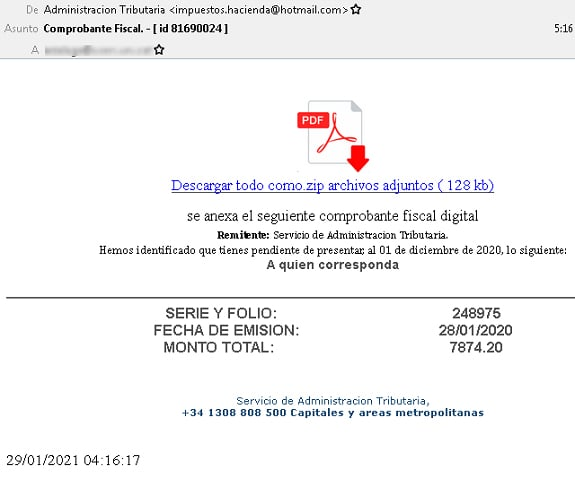 De Administracion Tributaria <impuestos.hacienda@hotmail.com>
Asunto Comprobante Fiscal. - [ id 81690024 ] 5:16
A
PDF
Descargar todo como.zip archivos adjuntos ( 128 kb)
se anexa el seguiente comprobante fiscal digital
Remitente: Servicio de Administracion Tributaria.
Hemos identificado que tienes pendiente de presentar, al 01 de diciembre de 2020, lo siguiente:
A quien corresponda
SERIE Y FOLIO: 248975
FECHA DE EMISION: 28/01/2020
MONTO TOTAL: 7874.20
Servicio de Administracion Tributaria,
+34 1308 808 500 Capitales y areas metropolitanas
29/01/2021 04:16:17